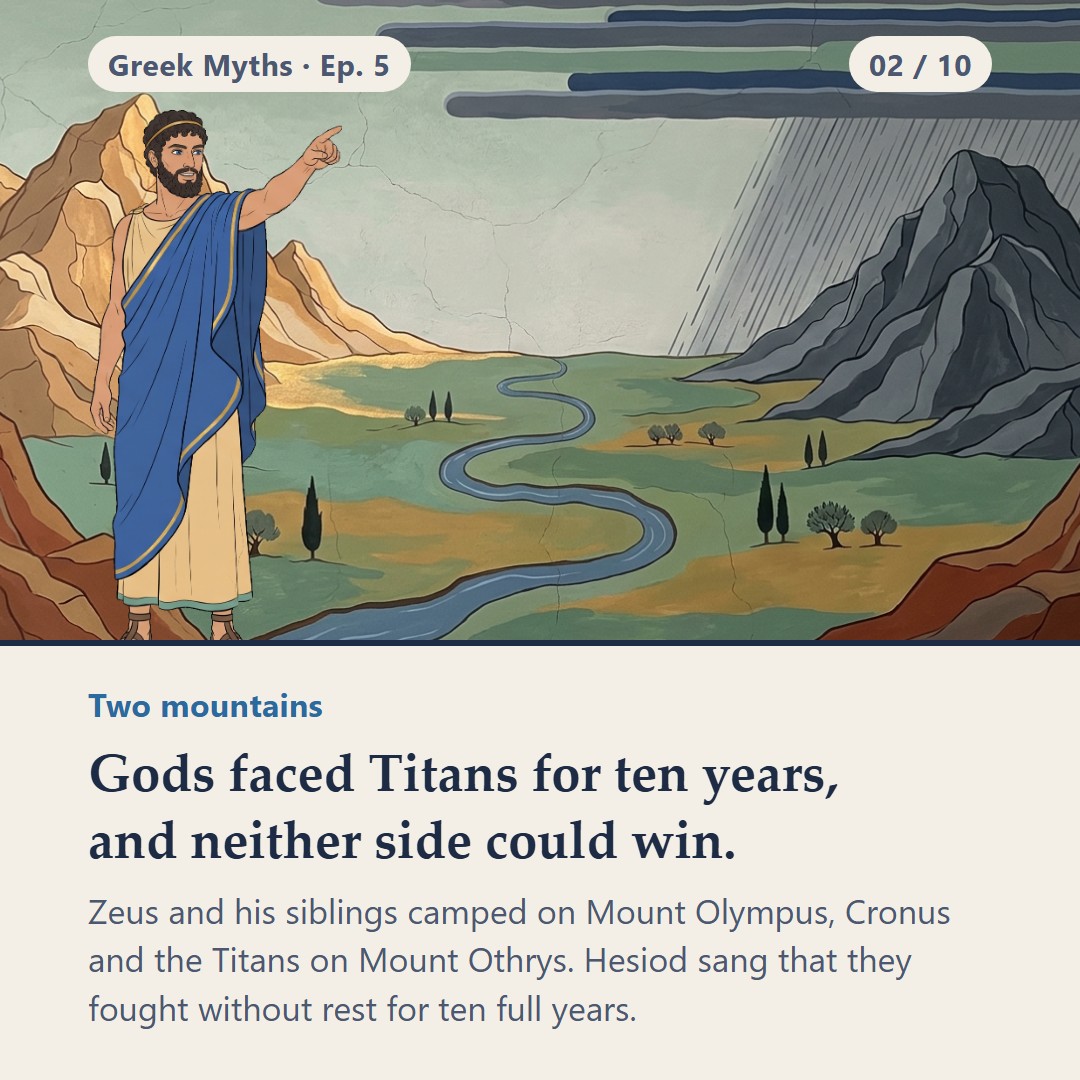 Greek Myths · Ep. 5
02 / 10
Two mountains
Gods faced Titans for ten years,
and neither side could win.
Zeus and his siblings camped on Mount Olympus, Cronus
and the Titans on Mount Othrys. Hesiod sang that they
fought without rest for ten full years.